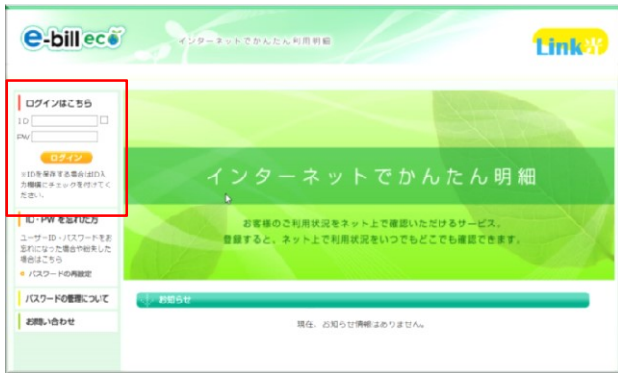 e-bill eco
インターネットでかんたん利用明細
Link光
ログインはこちら
ID
PW
ログイン
※IDを保存する場合はID入
力欄横にチェックを付けてく
ださい。
ID・PWを忘れた方
ユーザーID・パスワードをお
忘れになった場合や紛失した
場合はこちら
パスワードの再設定
パスワードの管理について
お問い合わせ
インターネットでかんたん明細
お客様のご利用状況をネット上で確認いただけるサービス。
登録すると、ネット上で利用状況をいつでもどこでも確認できます。
お知らせ
現在、お知らせ情報はありません。